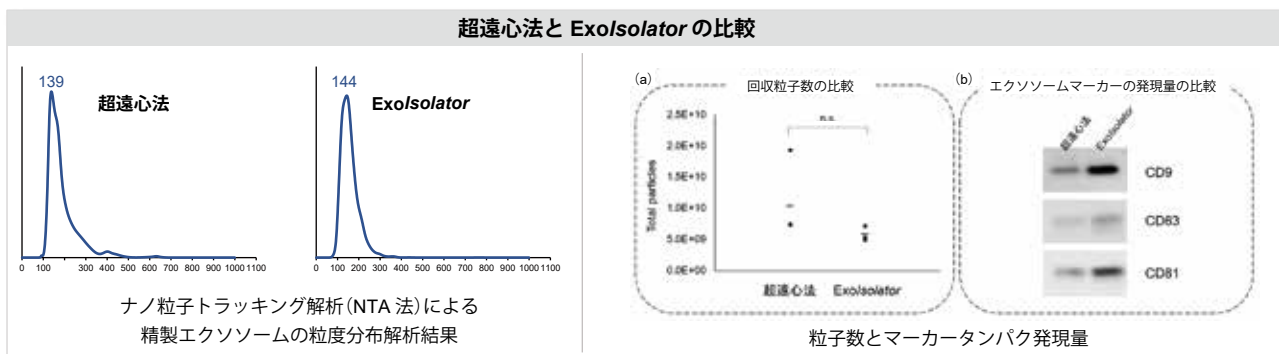 超遠心法と ExoIsolator の比較
139
超遠心法
0 100 300 400 500 600 700 800 900 1000 1100
144
ExoIsolator
0 100 300 400 500 600 700 800 900 1000 1100
ナノ粒子トラッキング解析(NTA 法)による
精製エクソソームの粒度分布解析結果
(a)
回収粒子数の比較
Total particles
2.5E+10
2.0E+10
1.5E+10
1.0E+10
5.0E+09
0.0E+00
n.s.
超遠心法 ExoIsolator
(b)
エクソソームマーカーの発現量の比較
超遠心法
ExoIsolator
CD9
CD63
CD81
粒子数とマーカータンパク発現量